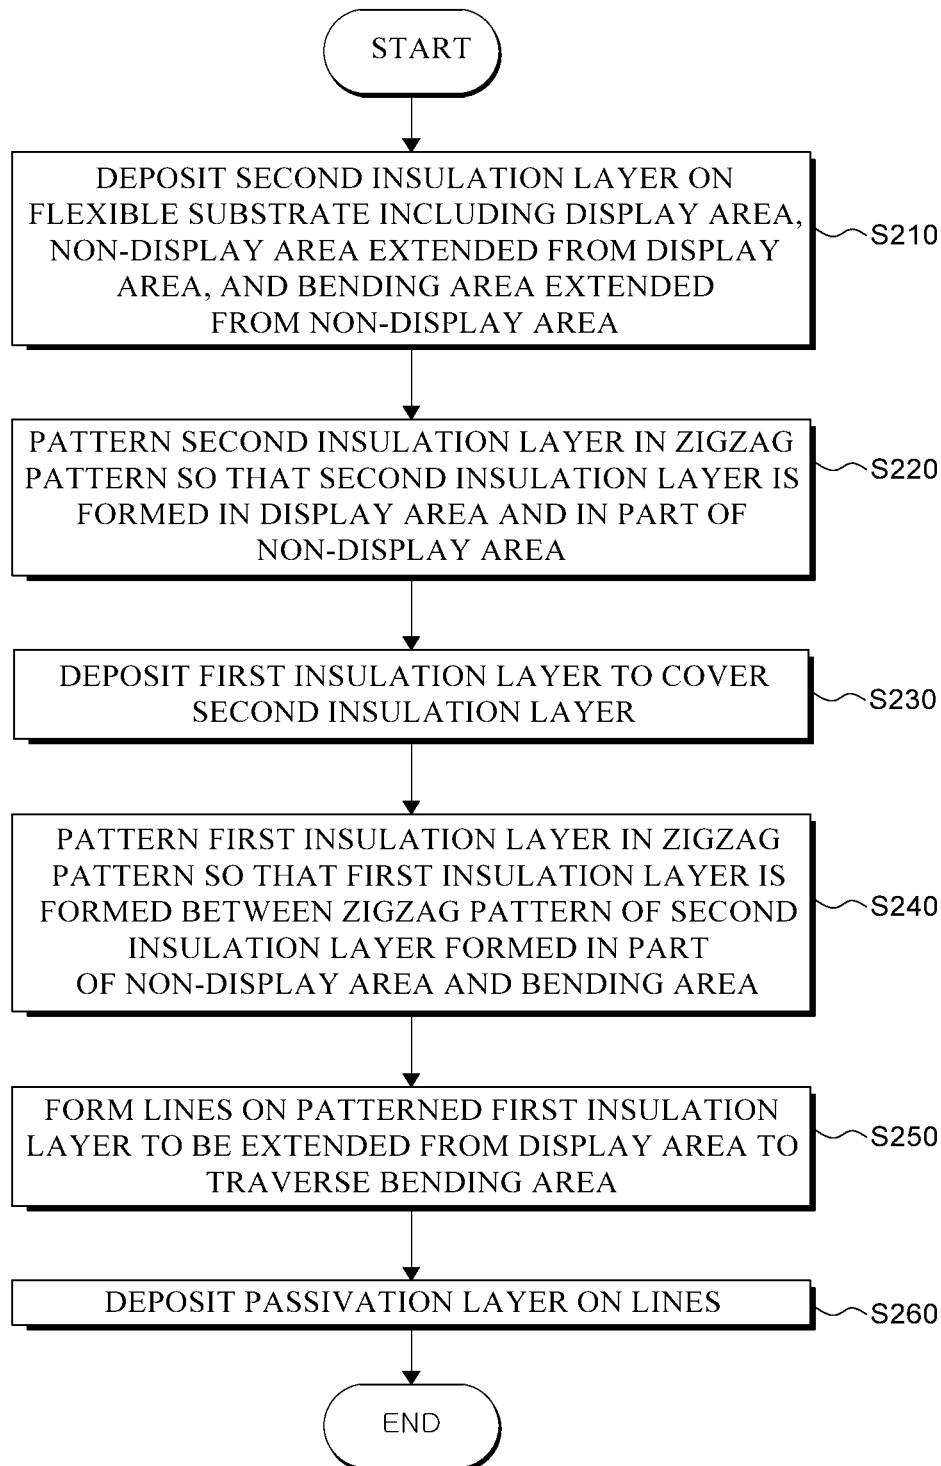 START
DEPOSIT SECOND INSULATION LAYER ON
FLEXIBLE SUBSTRATE INCLUDING DISPLAY AREA,
NON-DISPLAY AREA EXTENDED FROM DISPLAY
AREA, AND BENDING AREA EXTENDED
FROM NON-DISPLAY AREA
S210
PATTERN SECOND INSULATION LAYER IN ZIGZAG
PATTERN SO THAT SECOND INSULATION LAYER IS
FORMED IN DISPLAY AREA AND IN PART OF
NON-DISPLAY AREA
S220
DEPOSIT FIRST INSULATION LAYER TO COVER
SECOND INSULATION LAYER
S230
PATTERN FIRST INSULATION LAYER IN ZIGZAG
PATTERN SO THAT FIRST INSULATION LAYER IS
FORMED BETWEEN ZIGZAG PATTERN OF SECOND
INSULATION LAYER FORMED IN PART
OF NON-DISPLAY AREA AND BENDING AREA
S240
FORM LINES ON PATTERNED FIRST INSULATION
LAYER TO BE EXTENDED FROM DISPLAY AREA TO
TRAVERSE BENDING AREA
S250
DEPOSIT PASSIVATION LAYER ON LINES
S260
END